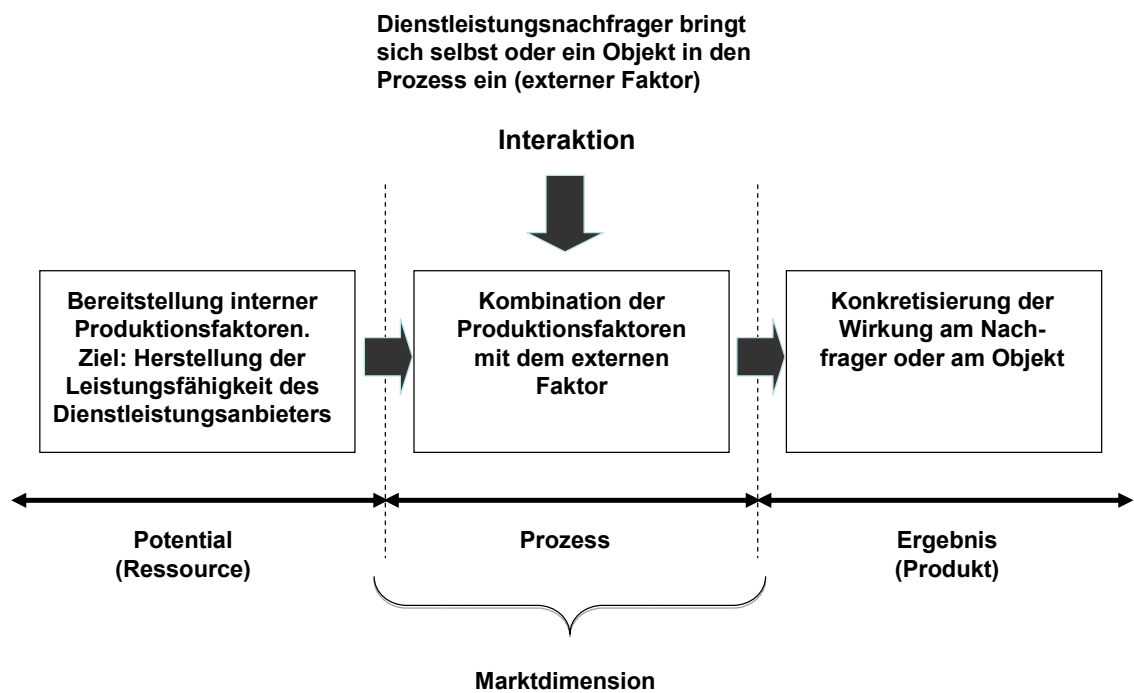 Dienstleistungsnachfrager bringt
sich selbst oder ein Objekt in den
Prozess ein (externer Faktor)
Interaktion
Bereitstellung interner
Produktionsfaktoren.
Ziel: Herstellung der
Leistungsfähigkeit des
Dienstleistungsanbieters
Kombination der
Produktionsfaktoren
mit dem externen
Faktor
Konkretisierung der
Wirkung am Nach-
frager oder am Objekt
Potential
(Ressource)
Prozess
Ergebnis
(Produkt)
Marktdimension